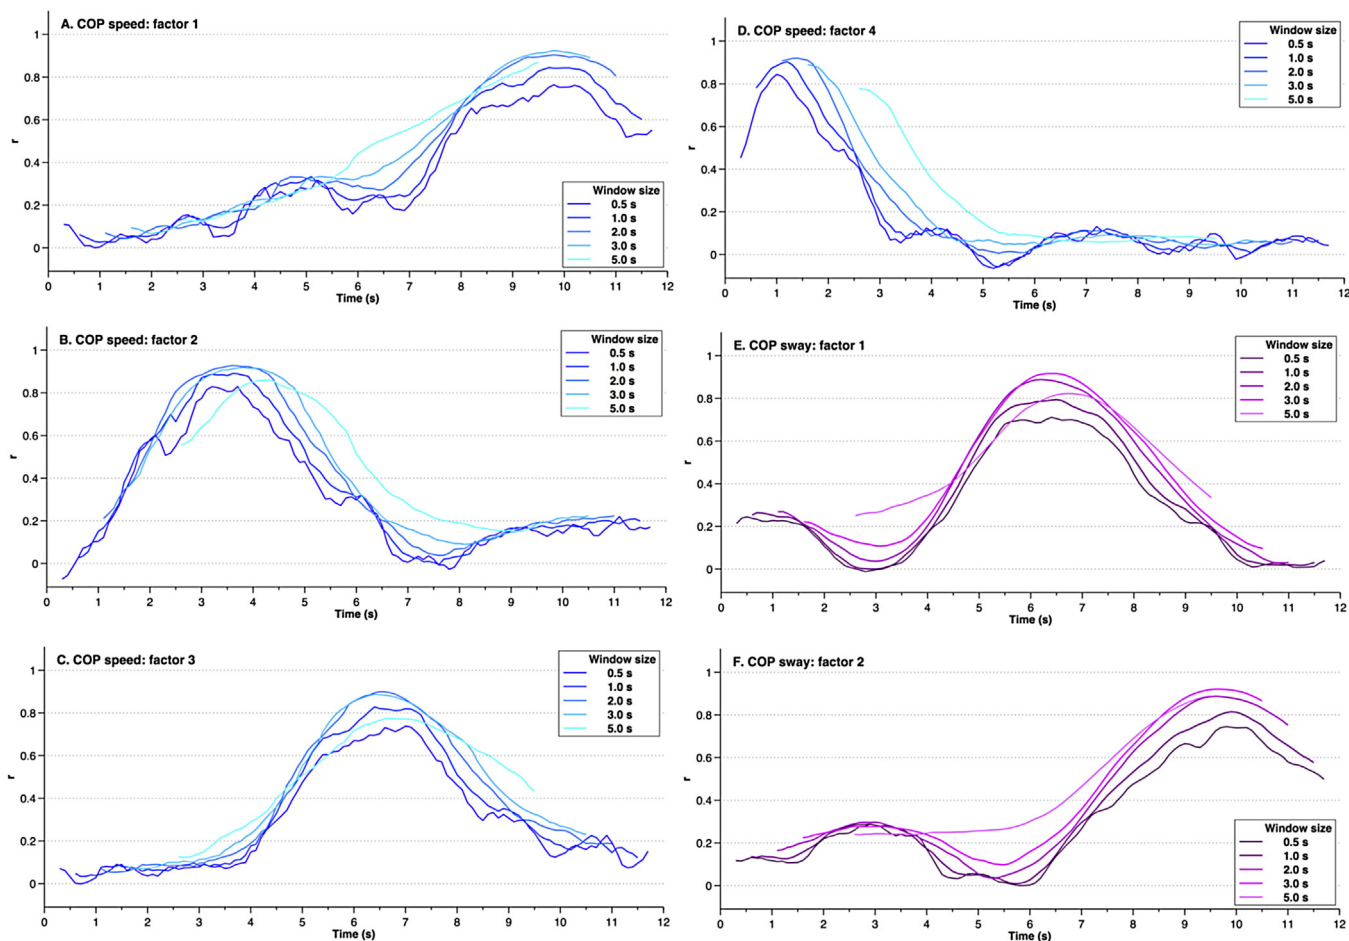 A. COP speed: factor 1
r
1
0.8
0.6
0.4
0.2
0
Window size
0.5 s
1.0 s
2.0 s
3.0 s
5.0 s
0 1 2 3 4 5 6 7 8 9 10 11 12
Time (s)
D. COP speed: factor 4
r
1
0.8
0.6
0.4
0.2
0
Window size
0.5 s
1.0 s
2.0 s
3.0 s
5.0 s
0 1 2 3 4 5 6 7 8 9 10 11 12
Time (s)
B. COP speed: factor 2
r
1
0.8
0.6
0.4
0.2
0
Window size
0.5 s
1.0 s
2.0 s
3.0 s
5.0 s
0 1 2 3 4 5 6 7 8 9 10 11 12
Time (s)
E. COP sway: factor 1
r
1
0.8
0.6
0.4
0.2
0
Window size
0.5 s
1.0 s
2.0 s
3.0 s
5.0 s
0 1 2 3 4 5 6 7 8 9 10 11 12
Time (s)
C. COP speed: factor 3
r
1
0.8
0.6
0.4
0.2
0
Window size
0.5 s
1.0 s
2.0 s
3.0 s
5.0 s
0 1 2 3 4 5 6 7 8 9 10 11 12
Time (s)
F. COP sway: factor 2
r
1
0.8
0.6
0.4
0.2
0
Window size
0.5 s
1.0 s
2.0 s
3.0 s
5.0 s
0 1 2 3 4 5 6 7 8 9 10 11 12
Time (s)